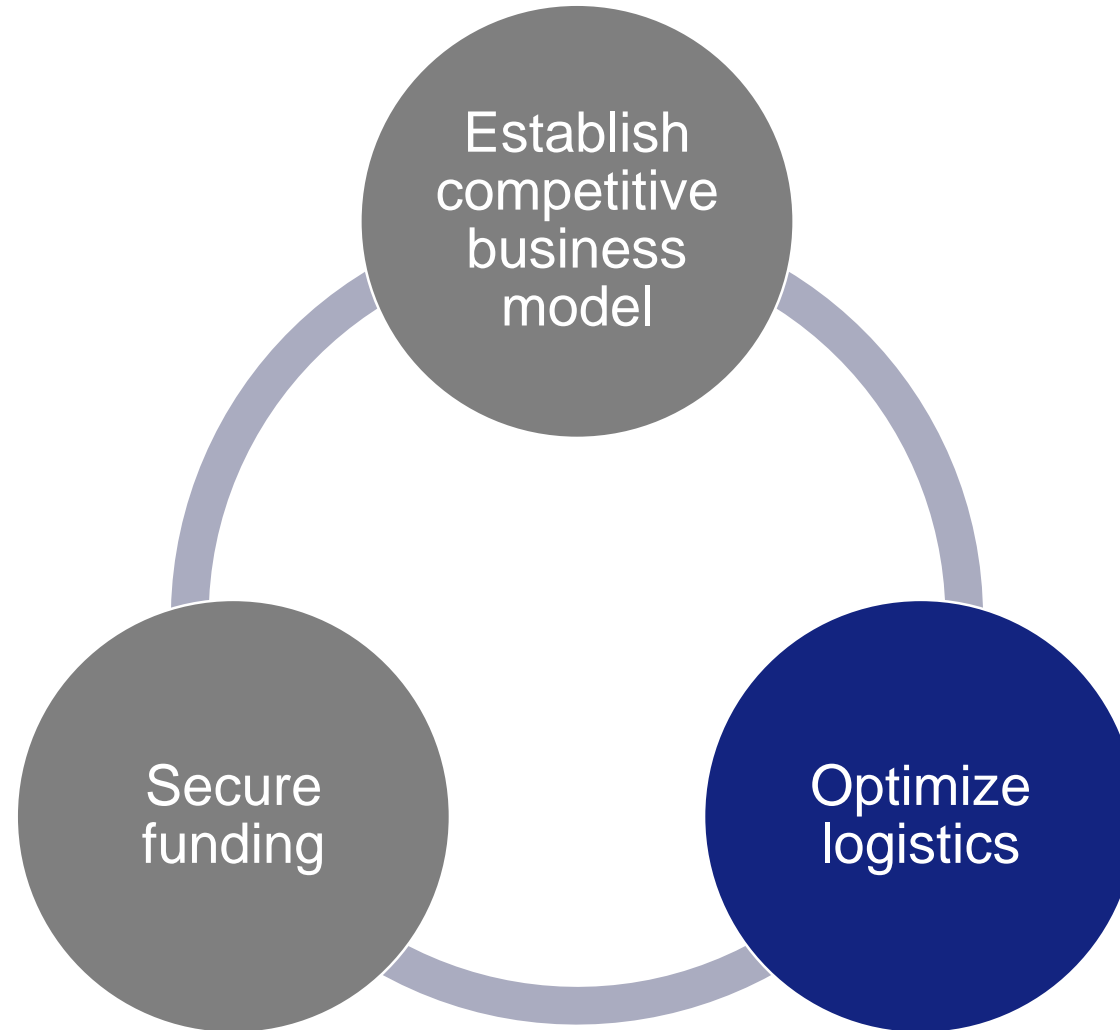 Establish
competitive
business
model
Secure
funding
Optimize
logistics